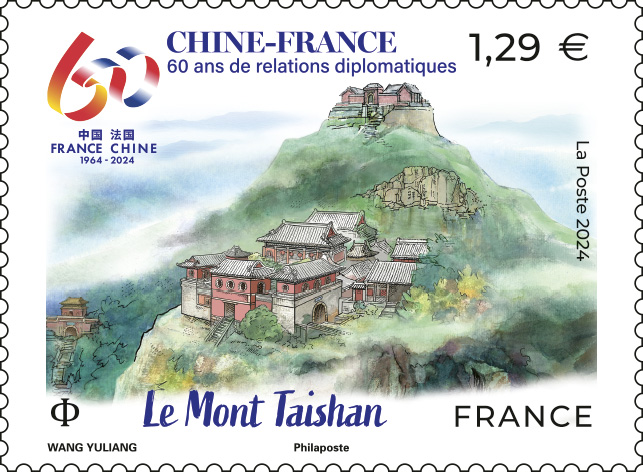 60
CHINE-FRANCE
1,29 €
60 ans de relations diplomatiques
中国 法国
FRANCE CHINE
1964 - 2024
La Poste 2024
Φ
Le Mont Taishan
FRANCE
WANG YULIANG
Philaposte